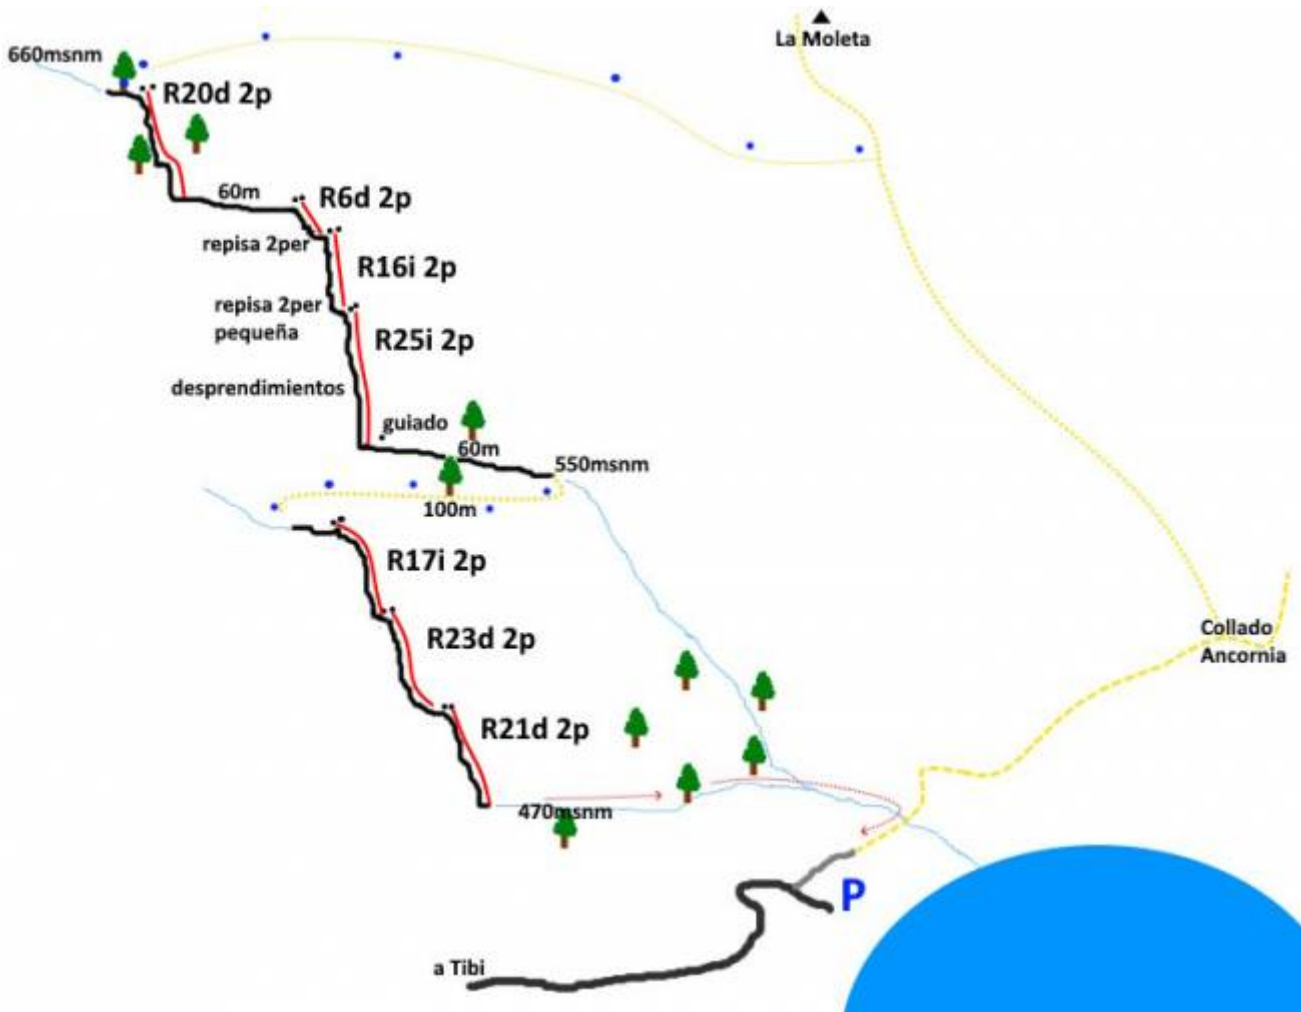 La Moleta
660msnm
R20d 2p
60m
R6d 2p
repisa 2per
R16i 2p
repisa 2per
pequeña
R25i 2p
desprendimientos
guiado
60m
550msnm
100m
R17i 2p
R23d 2p
Collado
Ancornia
R21d 2p
470msnm
P
a Tibi